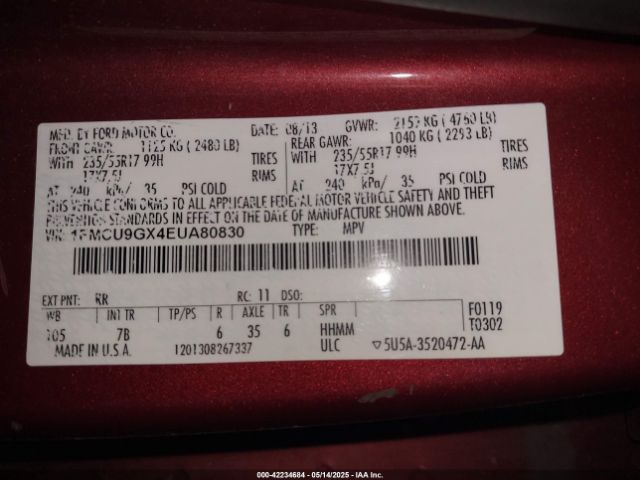 MFD. BY FORD MOTOR CO. DATE: 08/13 GVWR: 2159 KG ( 4760 LB)
FRONT GAWR: 1125 KG ( 2480 LB) REAR GAWR: 1040 KG ( 2293 LB)
WITH 235/55R17 99H TIRES WITH 235/55R17 99H TIRES
17X7.5J RIMS 17X7.5J RIMS
AT 240 kPa/ 35 PSI COLD AT 240 kPa/ 35 PSI COLD
THIS VEHICLE CONFORMS TO ALL APPLICABLE FEDERAL MOTOR VEHICLE SAFETY AND THEFT
PREVENTION STANDARDS IN EFFECT ON THE DATE OF MANUFACTURE SHOWN ABOVE.
VIN: 1FMCU9GX4EUA80830 TYPE: MPV
EXT PNT: RR RC: 11 DSO:
WB INT TR TP/PS R AXLE TR SPR F0119
105 7B 6 35 6 HHMM T0302
MADE IN U.S.A. 1201308267337 ULC 5U5A-3520472-AA
000-42234684 - 05/14/2025 - IAA Inc.